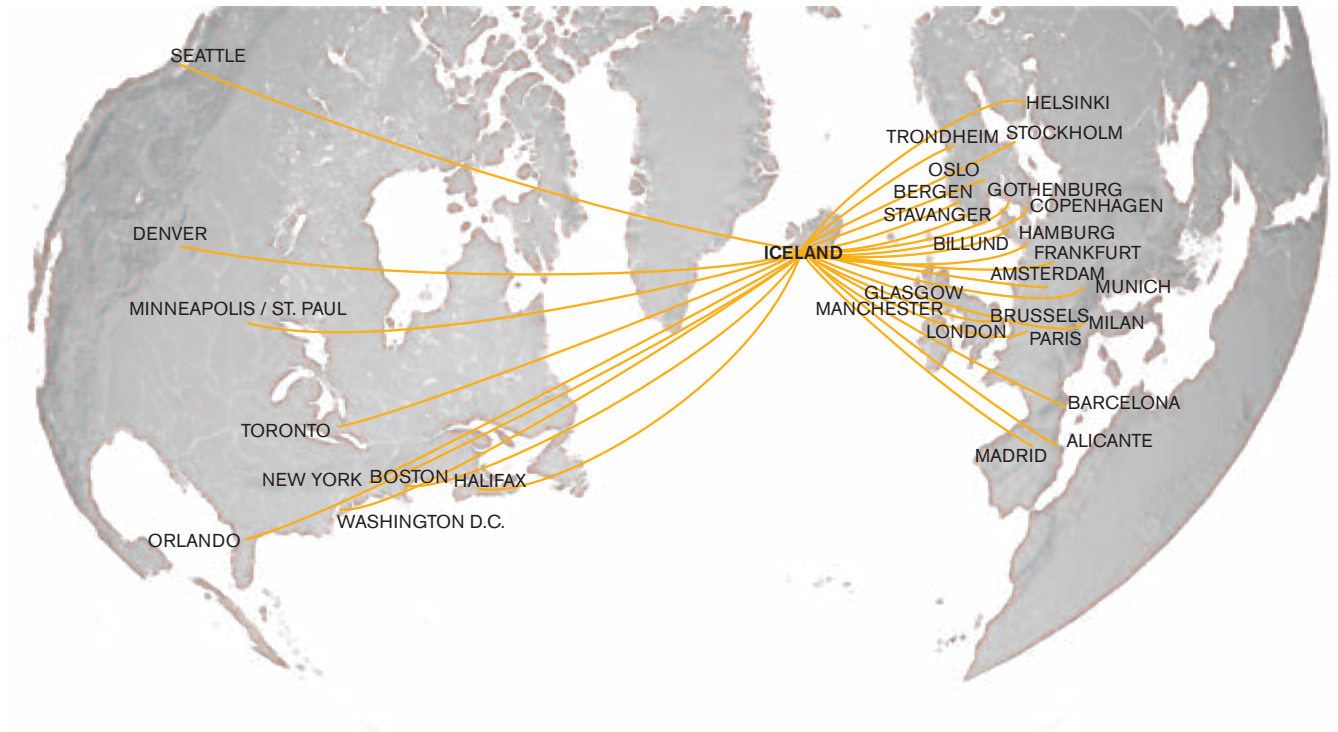 SEATTLE
HELSINKI
TRONDHEIM
STOCKHOLM
OSLO
BERGEN
GOTHENBURG
COPENHAGEN
STAVANGER
DENVER
HAMBURG
BILLUND
ICELAND
FRANKFURT
AMSTERDAM
MUNICH
GLASGOW
MINNEAPOLIS / ST. PAUL
MANCHESTER
BRUSSELS
MILAN
LONDON
PARIS
BARCELONA
TORONTO
ALICANTE
MADRID
NEW YORK
BOSTON
HALIFAX
WASHINGTON D.C.
ORLANDO